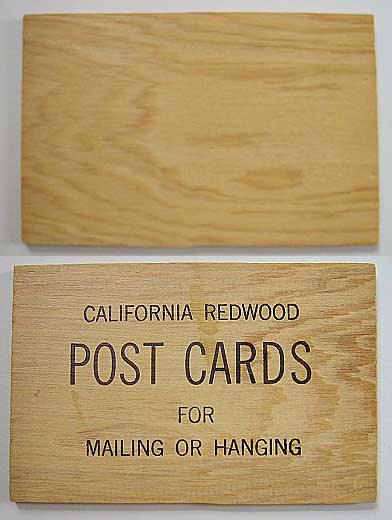 CALIFORNIA REDWOOD
POST CARDS
FOR
MAILING OR HANGING